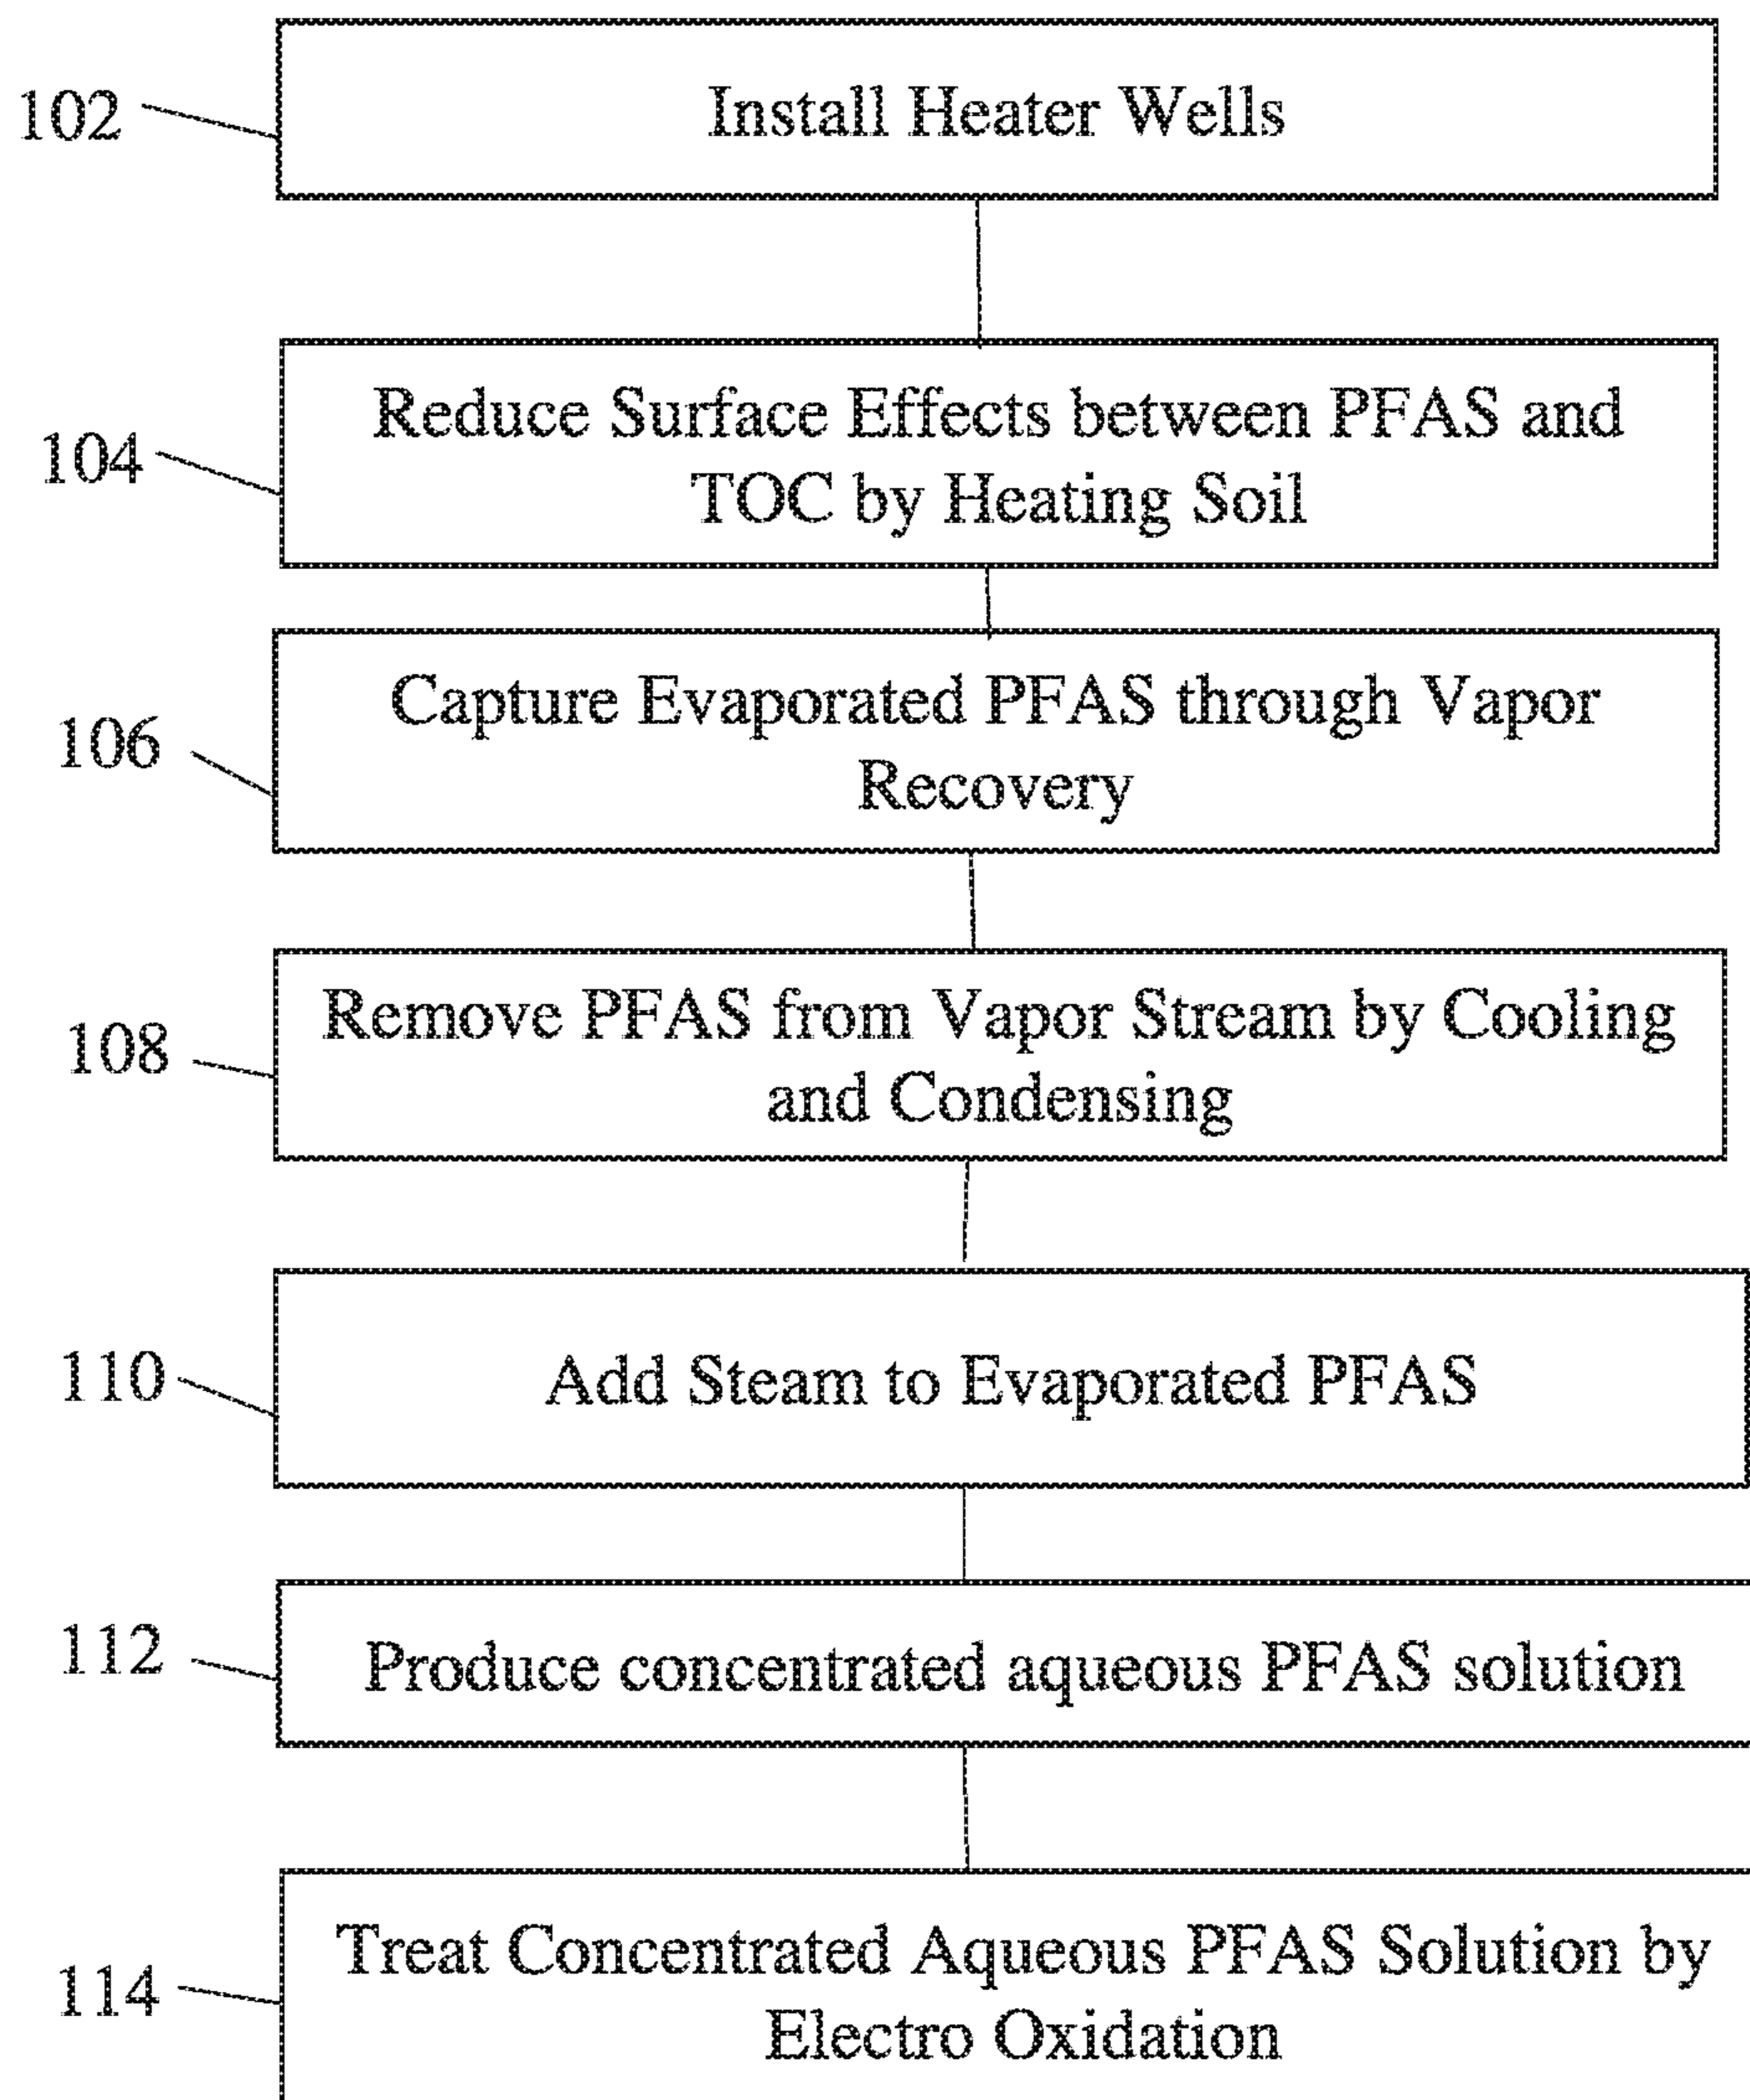 102
Install Heater Wells
104
Reduce Surface Effects between PFAS and
TOC by Heating Soil
106
Capture Evaporated PFAS through Vapor
Recovery
108
Remove PFAS from Vapor Stream by Cooling
and Condensing
110
Add Steam to Evaporated PFAS
112
Produce concentrated aqueous PFAS solution
114
Treat Concentrated Aqueous PFAS Solution by
Electro Oxidation